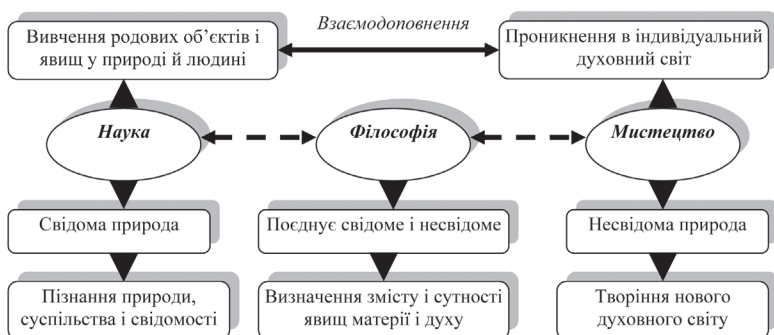 Взаємодоповнення
Вивчення родових об’єктів і
явищ у природі й людині
Проникнення в індивідуальний
духовний світ
Наука
Філософія
Мистецтво
Свідома природа
Поєднує свідоме і несвідоме
Несвідома природа
Пізнання природи,
суспільства і свідомості
Визначення змісту і сутності
явищ матерії і духу
Творіння нового
духовного світу